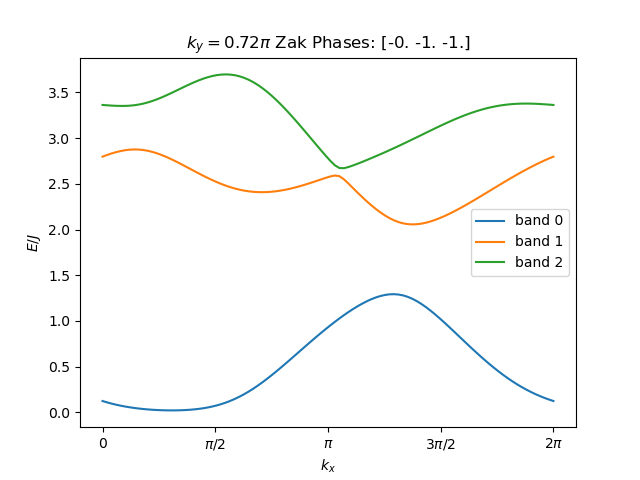 k_y = 0.72π Zak Phases: [-0. -1. -1.]
E/J
3.5
3.0
2.5
2.0
1.5
1.0
0.5
0.0
band 0
band 1
band 2
0
π/2
π
3π/2
2π
k_x